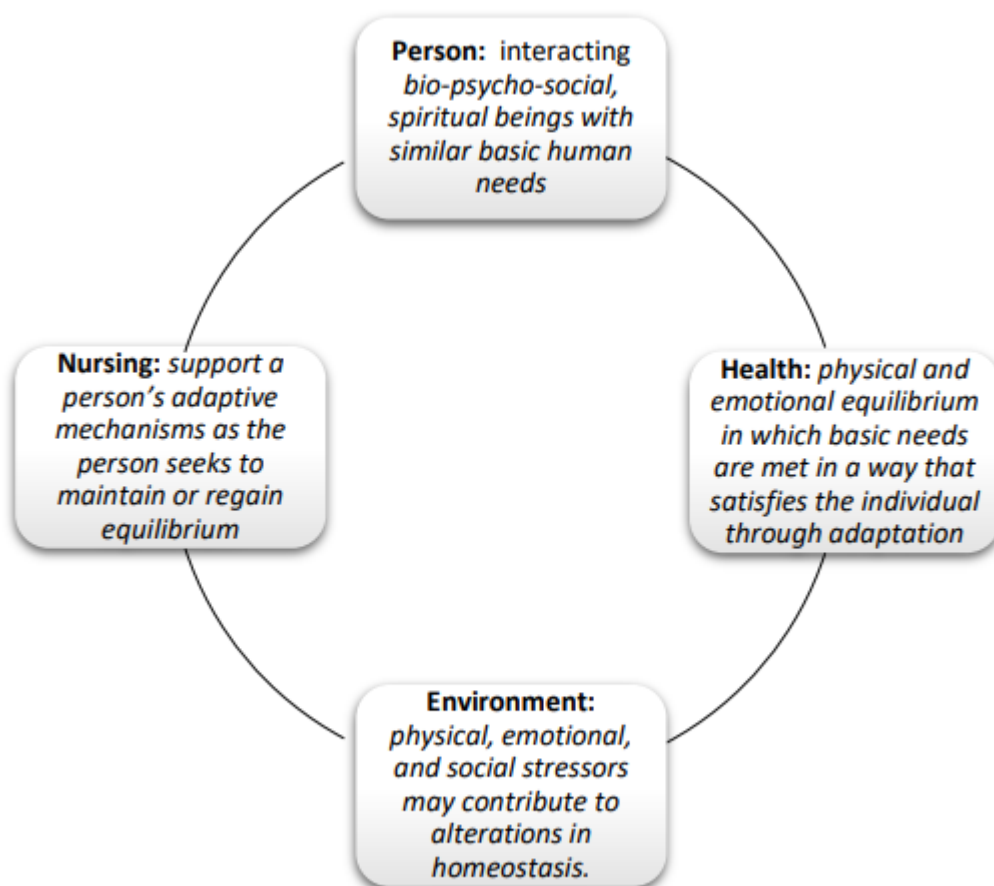 Person: interacting
bio-psycho-social,
spiritual beings with
similar basic human
needs
Nursing: support a
person's adaptive
mechanisms as the
person seeks to
maintain or regain
equilibrium
Health: physical and
emotional equilibrium
in which basic needs
are met in a way that
satisfies the individual
through adaptation
Environment:
physical, emotional,
and social stressors
may contribute to
alterations in
homeostasis.